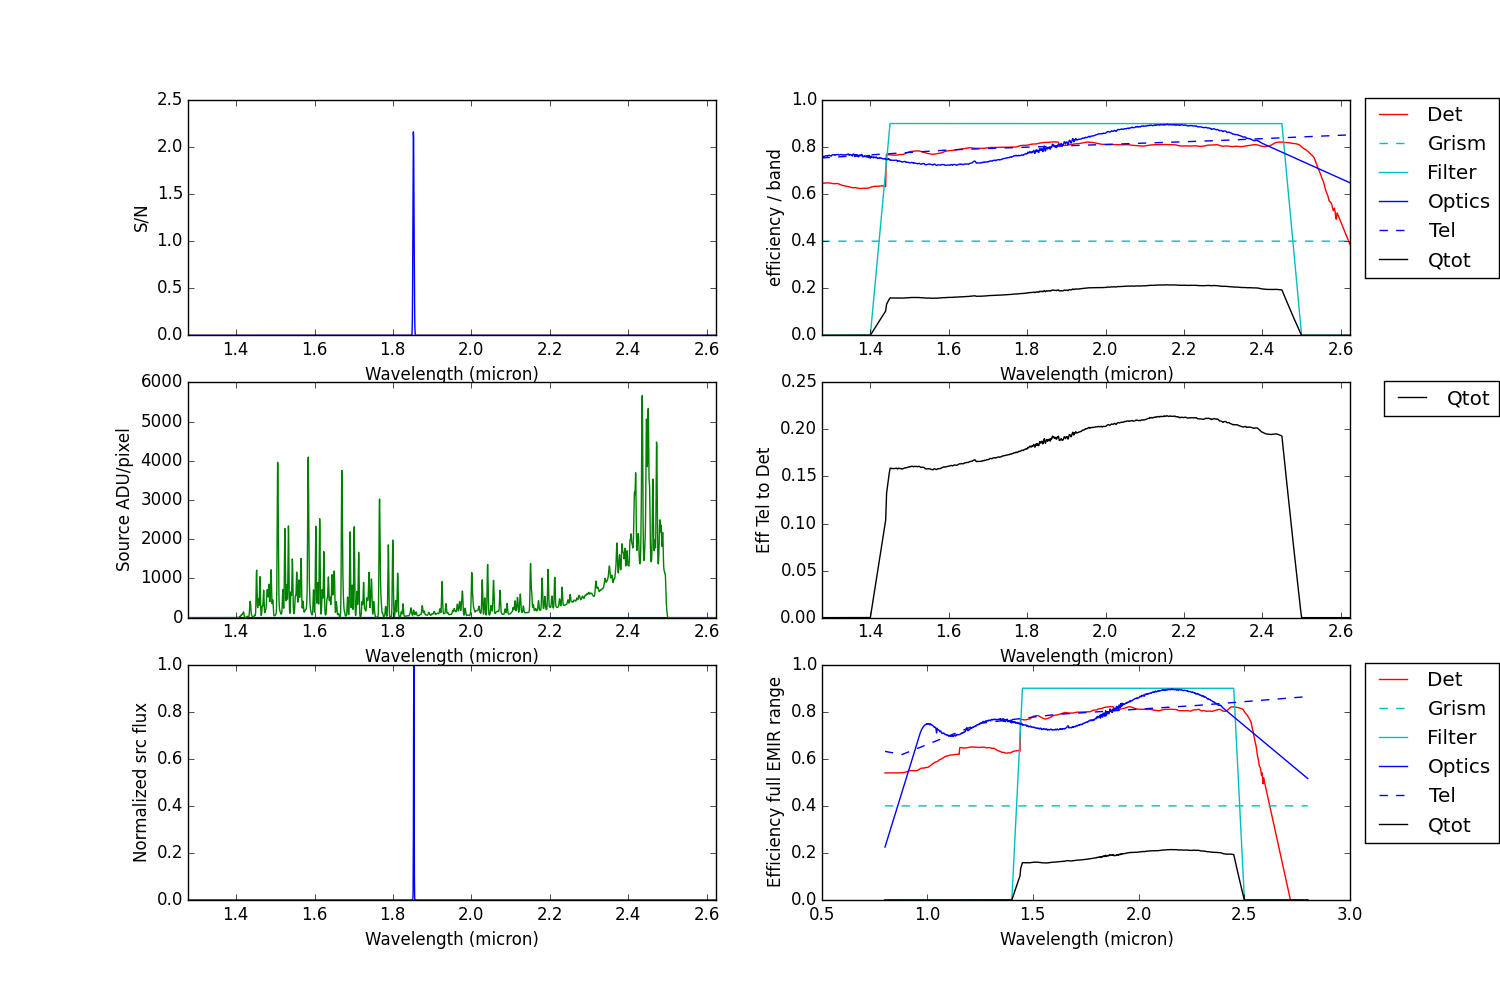 2.5
2.0
1.5
1.0
0.5
0.0
S/N
1.4 1.6 1.8 2.0 2.2 2.4 2.6
Wavelength (micron)
1.0
0.8
0.6
0.4
0.2
0.0
efficiency / band
1.4 1.6 1.8 2.0 2.2 2.4 2.6
Wavelength (micron)
Det
Grism
Filter
Optics
Tel
Qtot
6000
5000
4000
3000
2000
1000
0
Source ADU/pixel
1.4 1.6 1.8 2.0 2.2 2.4 2.6
Wavelength (micron)
0.25
0.20
0.15
0.10
0.05
0.00
Eff Tel to Det
1.4 1.6 1.8 2.0 2.2 2.4 2.6
Wavelength (micron)
Qtot
1.0
0.8
0.6
0.4
0.2
0.0
Normalized src flux
1.4 1.6 1.8 2.0 2.2 2.4 2.6
Wavelength (micron)
1.0
0.8
0.6
0.4
0.2
0.0
Efficiency full EMIR range
0.5 1.0 1.5 2.0 2.5 3.0
Wavelength (micron)
Det
Grism
Filter
Optics
Tel
Qtot